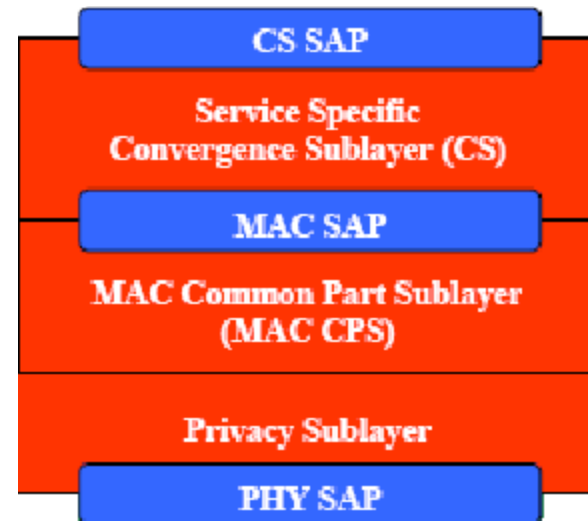 CS SAP
Service Specific
Convergence Sublayer (CS)
MAC SAP
MAC Common Part Sublayer
(MAC CPS)
Privacy Sublayer
PHY SAP